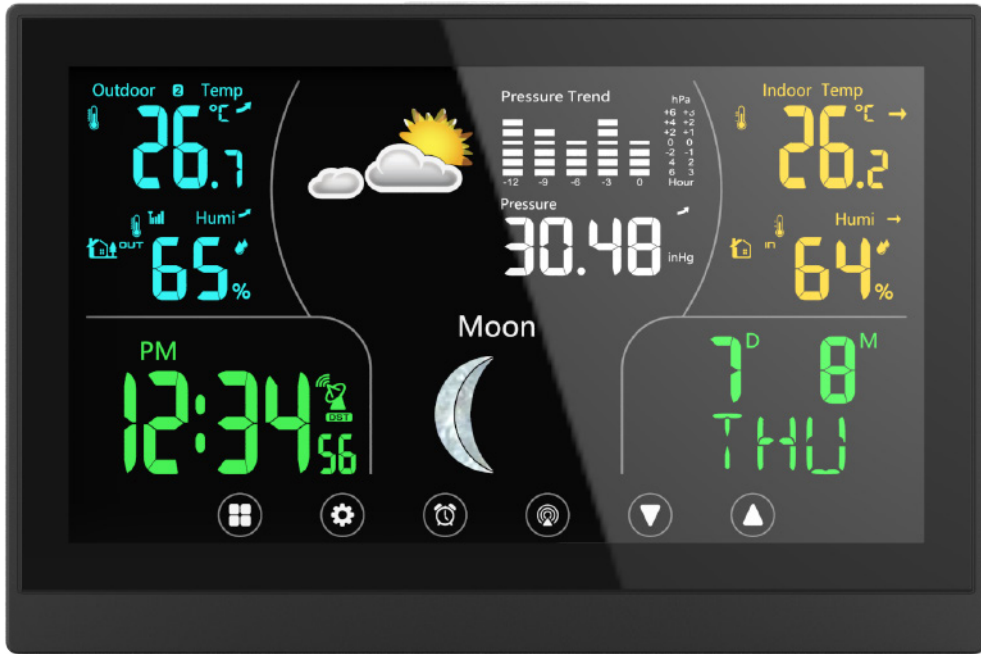 Outdoor 2 Temp
26.7 °C
OUT
Humi
65%
Pressure Trend
hPa
+6 +3
+4 +2
+2 +1
0 0
-2 -1
4 2
6 3
-12 -9 -6 -3 0 Hour
Pressure
30.48 inHg
Indoor Temp
26.2 °C
IN
Humi
64%
Moon
PM
12:34 56
DST
7 D 8 M
THU